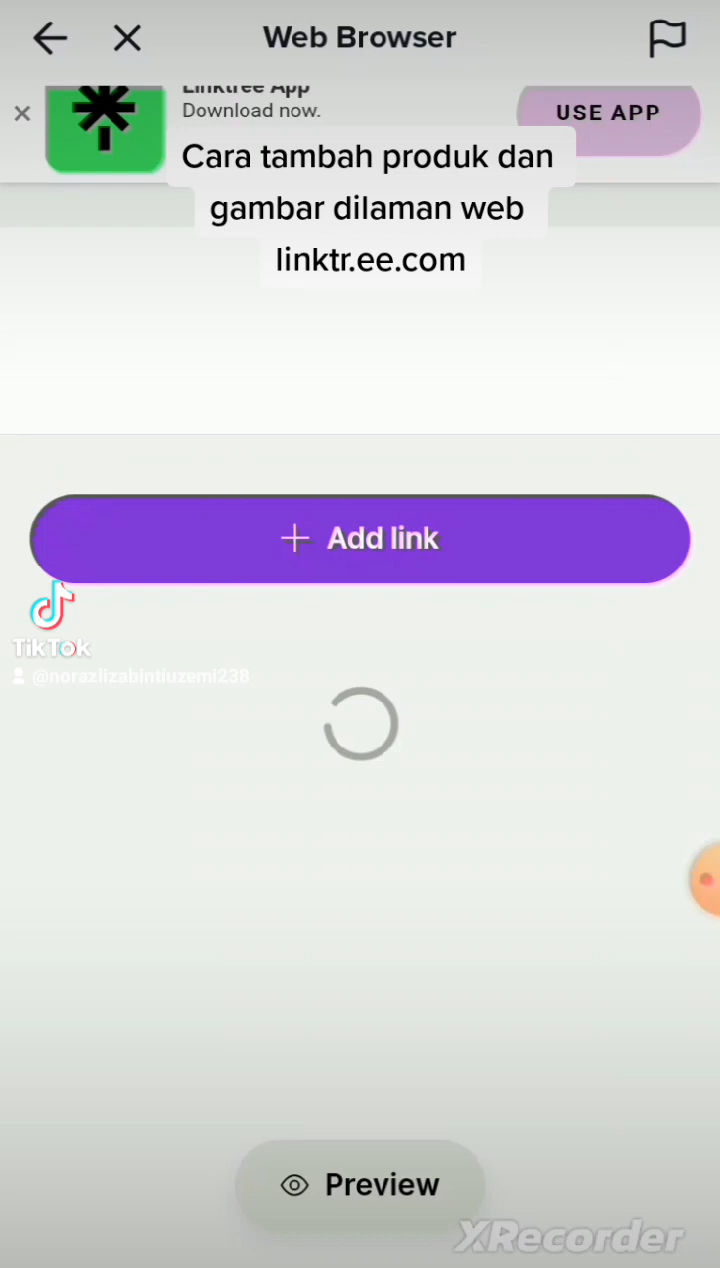 Web Browser
Linktree App
Download now.
USE APP
Cara tambah produk dan
gambar dilaman web
linktr.ee.com
Add link
TikTok
@norazlizabintiuzemi238
Preview
XRecorder